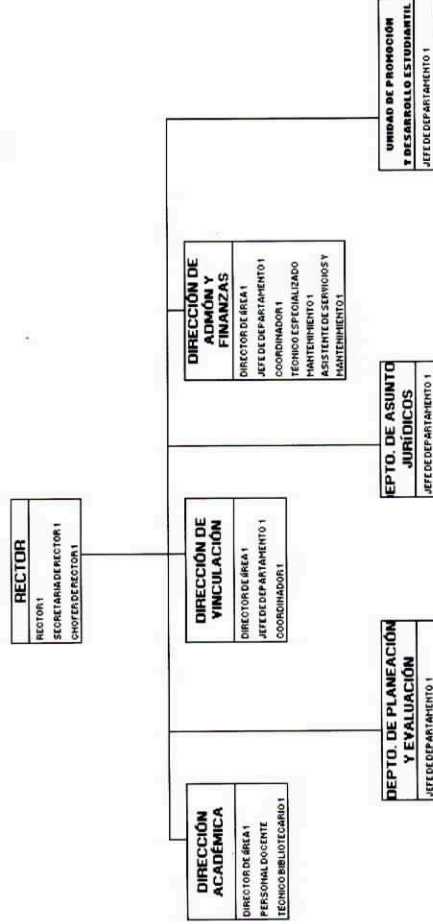 RECTOR
RECTOR 1
SECRETARIA DE RECTOR 1
CHOFER DE RECTOR 1
DIRECCIÓN
ACADÉMICA
DIRECTOR DE ÁREA 1
PERSONAL DOCENTE
TÉCNICO BIBLIOTECARIO 1
DIRECCIÓN DE
VINCULACIÓN
DIRECTOR DE ÁREA 1
JEFE DE DEPARTAMENTO 1
COORDINADOR 1
DIRECCIÓN DE
ADMÓN Y
FINANZAS
DIRECTOR DE ÁREA 1
JEFE DE DEPARTAMENTO 1
COORDINADOR 1
TÉCNICO ESPECIALIZADO
MANTENIMIENTO 1
ASISTENTE DE SERVICIOS Y
MANTENIMIENTO 1
DEPTO. DE PLANEACIÓN
Y EVALUACIÓN
JEFE DE DEPARTAMENTO 1
EPTO. DE ASUNTO
JURÍDICOS
JEFE DE DEPARTAMENTO 1
UNIDAD DE PROMOCIÓN
Y DESARROLLO ESTUDIANTIL
JEFE DE DEPARTAMENTO 1